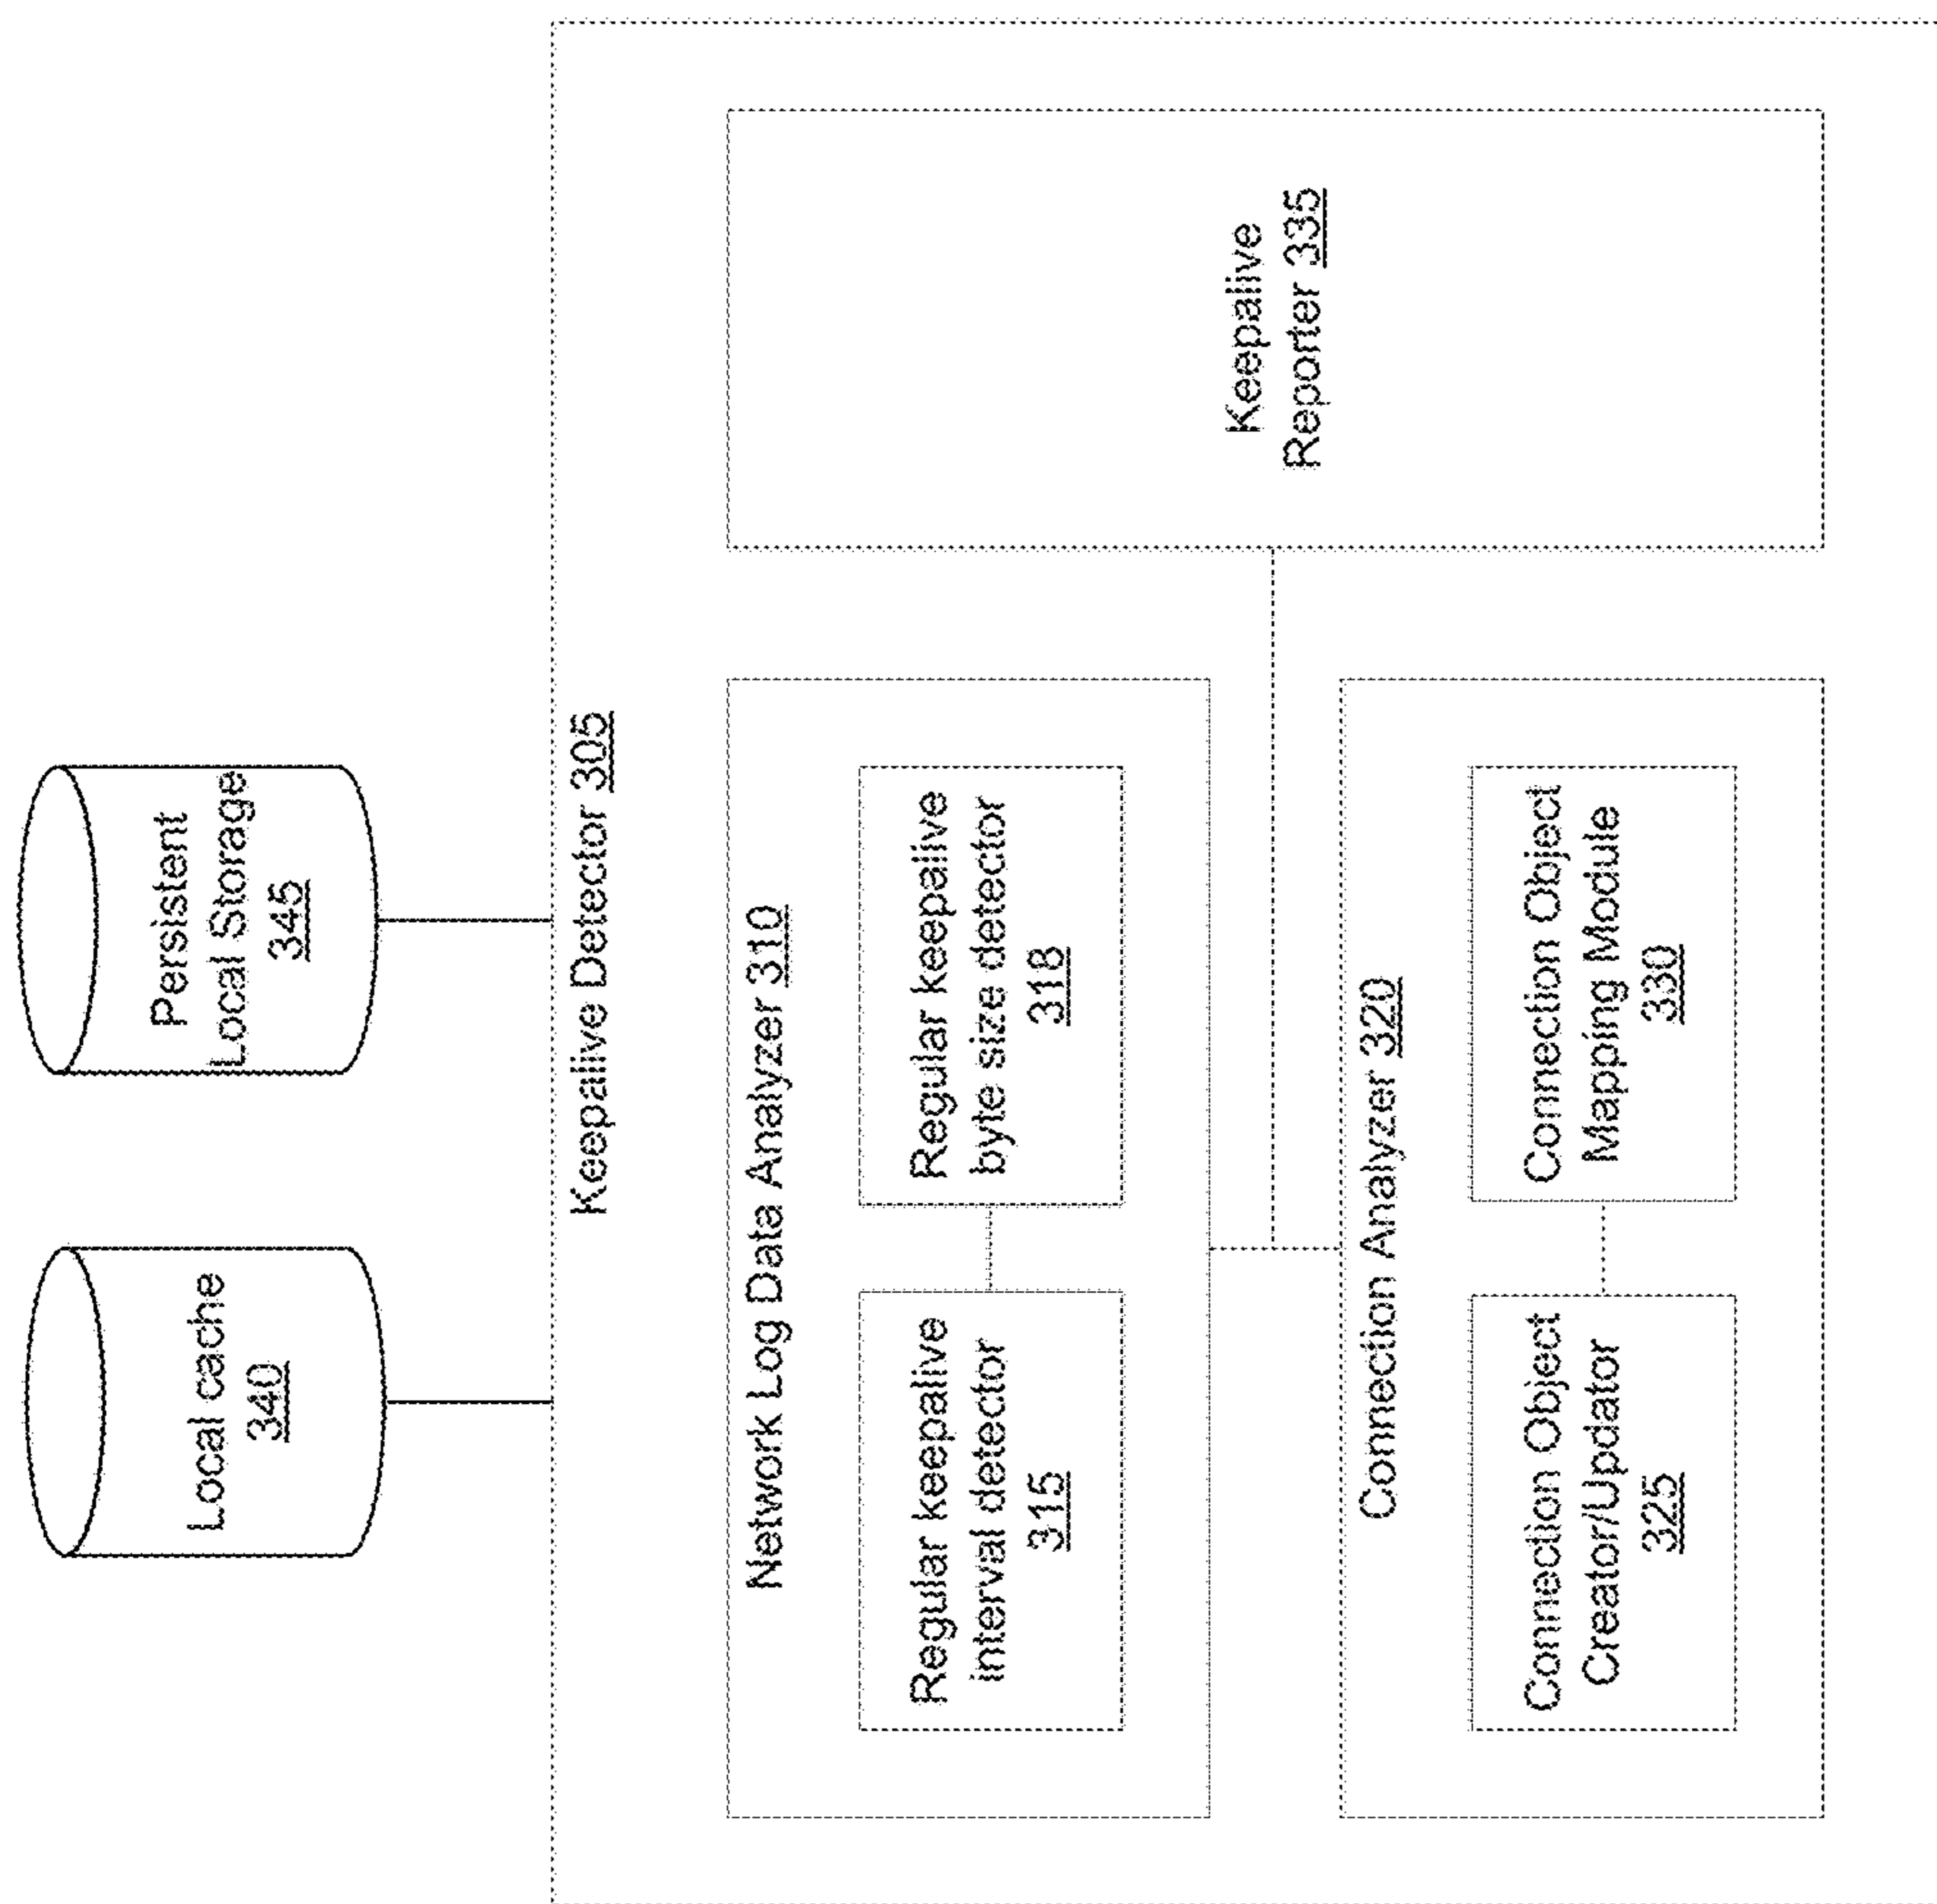 Local cache
340
Persistent
Local Storage
345
Keepalive Detector 305
Network Log Data Analyzer 310
Regular keepalive
interval detector
315
Regular keepalive
byte size detector
318
Connection Analyzer 320
Connection Object
Creator/Updator
325
Connection Object
Mapping Module
330
Keepalive
Reporter 335